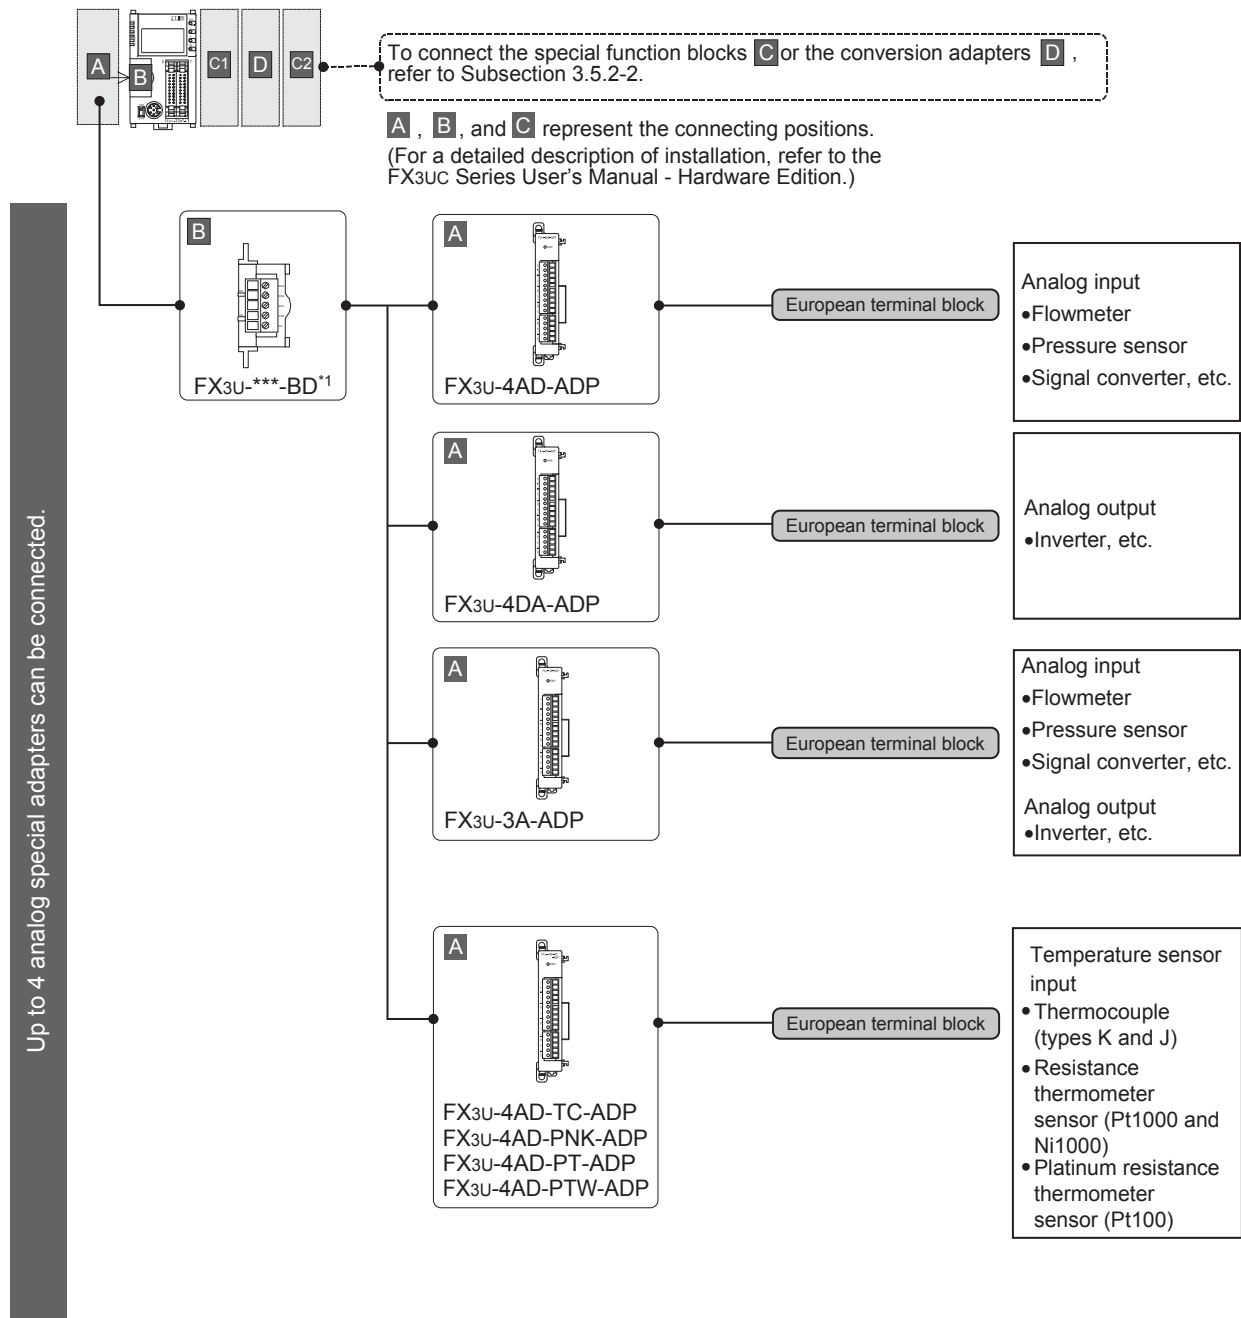 A
B
C1
D
C2
To connect the special function blocks C or the conversion adapters D ,
refer to Subsection 3.5.2-2.
A , B , and C represent the connecting positions.
(For a detailed description of installation, refer to the
FX3UC Series User's Manual - Hardware Edition.)
Up to 4 analog special adapters can be connected.
B
FX3U-***-BD*1
A
FX3U-4AD-ADP
European terminal block
Analog input
•Flowmeter
•Pressure sensor
•Signal converter, etc.
A
FX3U-4DA-ADP
European terminal block
Analog output
•Inverter, etc.
A
FX3U-3A-ADP
European terminal block
Analog input
•Flowmeter
•Pressure sensor
•Signal converter, etc.
Analog output
•Inverter, etc.
A
FX3U-4AD-TC-ADP
FX3U-4AD-PNK-ADP
FX3U-4AD-PT-ADP
FX3U-4AD-PTW-ADP
European terminal block
Temperature sensor
input
•Thermocouple
(types K and J)
•Resistance
thermometer
sensor (Pt1000 and
Ni1000)
•Platinum resistance
thermometer
sensor (Pt100)